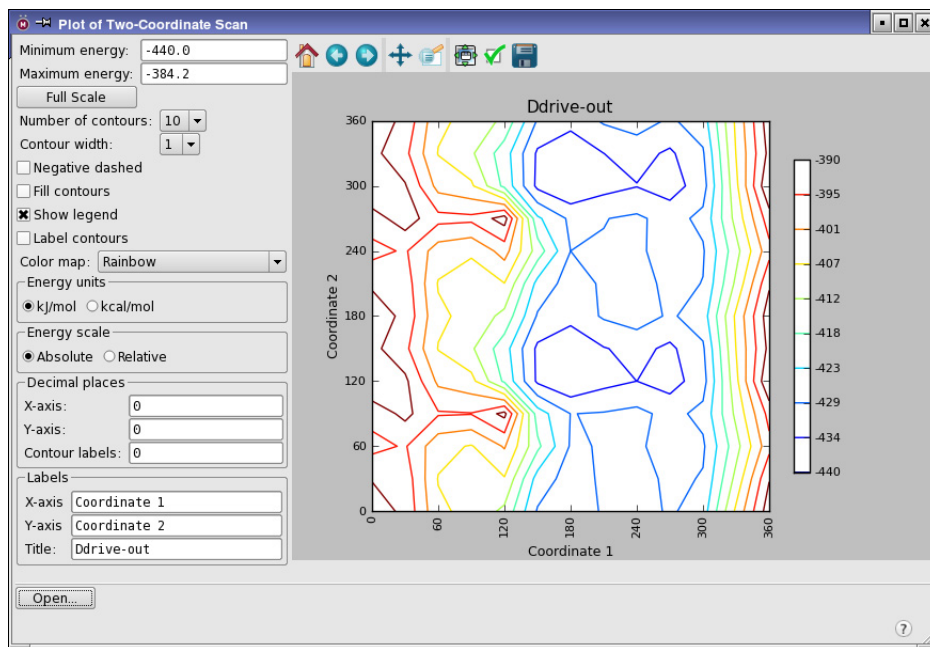 Plot of Two-Coordinate Scan
Minimum energy: -440.0
Maximum energy: -384.2
Full Scale
Number of contours: 10
Contour width: 1
Negative dashed
Fill contours
Show legend
Label contours
Color map: Rainbow
Energy units
kJ/mol kcal/mol
Energy scale
Absolute Relative
Decimal places
X-axis: 0
Y-axis: 0
Contour labels: 0
Labels
X-axis Coordinate 1
Y-axis Coordinate 2
Title: Ddrive-out
Open...
Ddrive-out
360
300
240
180
120
60
0
Coordinate 2
0 60 120 180 240 300 360
Coordinate 1
-390
-395
-401
-407
-412
-418
-423
-429
-434
-440
?